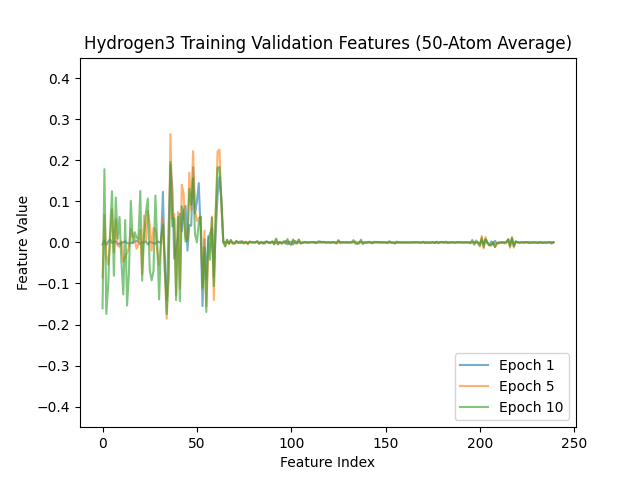 Hydrogen3 Training Validation Features (50-Atom Average)
Feature Value
0.4
0.3
0.2
0.1
0.0
−0.1
−0.2
−0.3
−0.4
Epoch 1
Epoch 5
Epoch 10
0 50 100 150 200 250
Feature Index